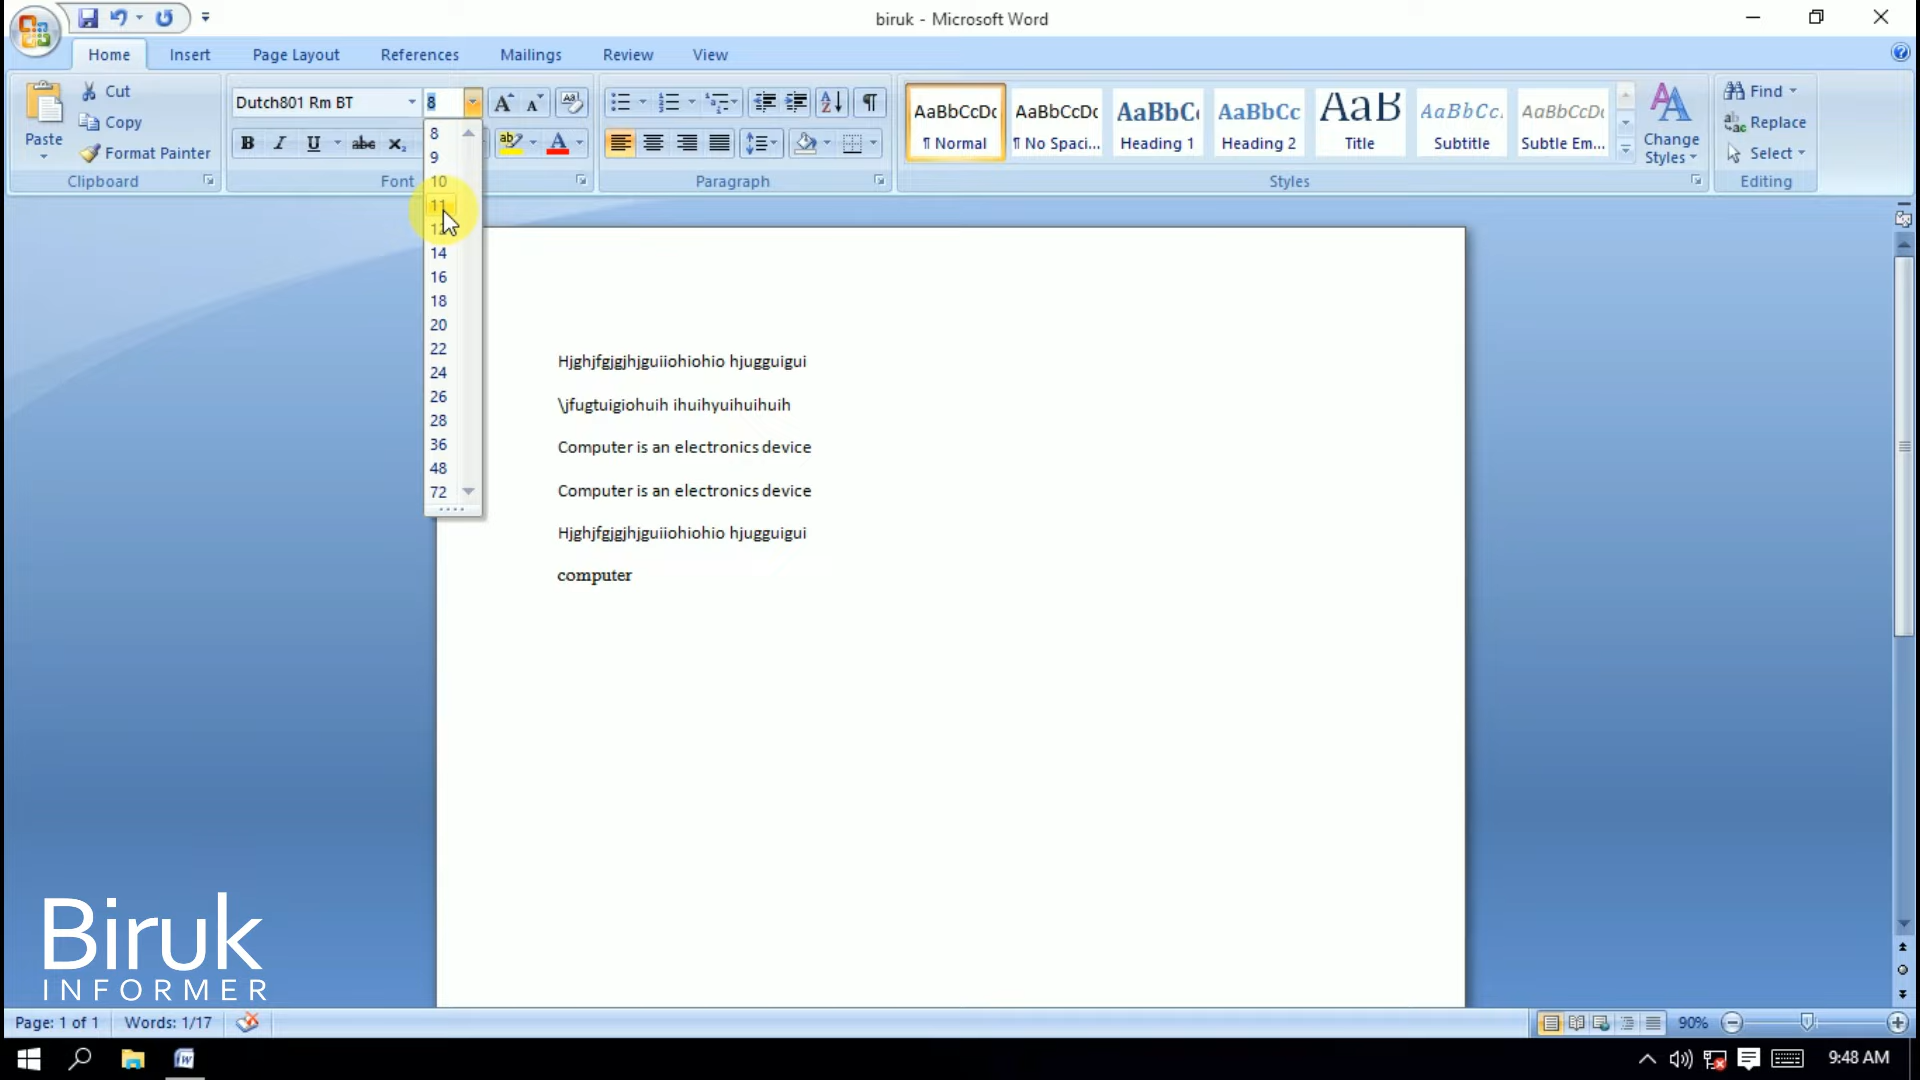 biruk - Microsoft Word
Home Insert Page Layout References Mailings Review View
Paste
Cut
Copy
Format Painter
Clipboard
Dutch801 Rm BT 8
B I U abc x₂
Font
8
9
10
11
12
14
16
18
20
22
24
26
28
36
48
72
Paragraph
AaBbCcDc AaBbCcDc AaBbC AaBbCc AaB AaBbCc. AaBbCcDc
¶ Normal ¶ No Spaci... Heading 1 Heading 2 Title Subtitle Subtle Em...
Change
Styles
Styles
Find
Replace
Select
Editing
Hjghjfgjgjhjguiiohiohio hjugguigui
\jfugtuigiohuih ihuihyuihuihuih
Computer is an electronics device
Computer is an electronics device
Hjghjfgjgjhjguiiohiohio hjugguigui
computer
Biruk
INFORMER
Page: 1 of 1 Words: 1/17 90%
9:48 AM